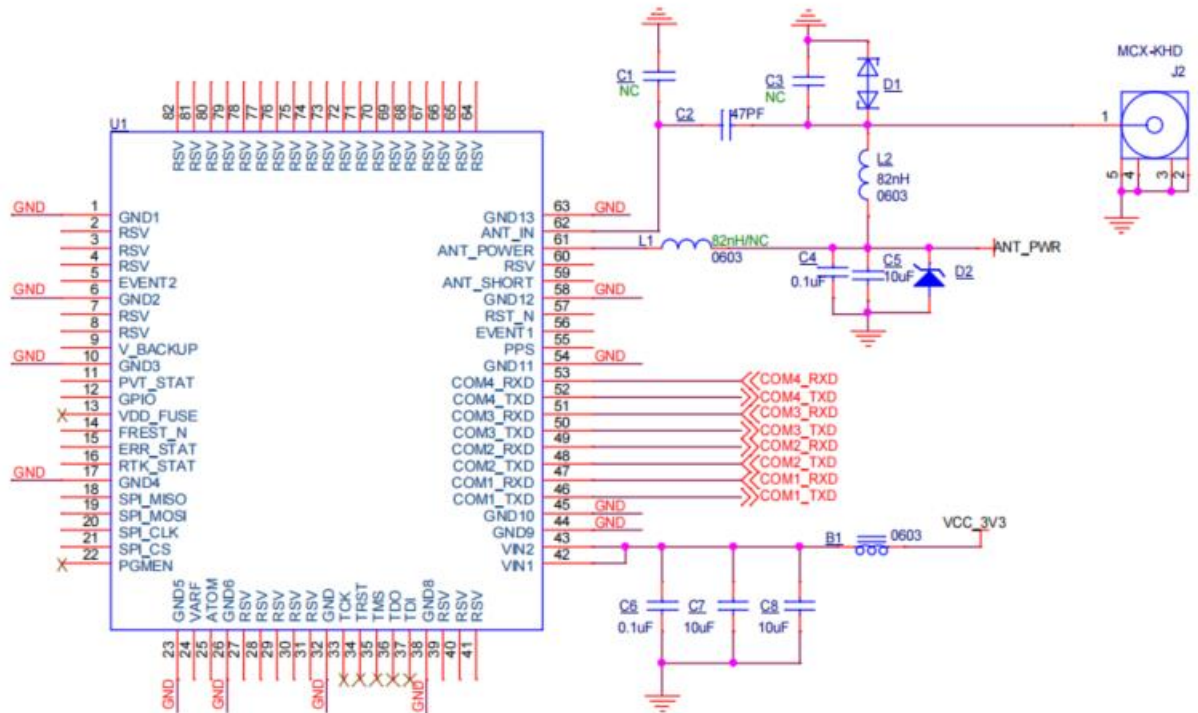 MCX-KHD
J2
C1
NC
C3
NC
D1
C2
47PF
1
5
4
3
2
L2
82nH
0603
L1
82nH/NC
0603
ANT_PWR
C4
0.1uF
C5
10uF
D2
U1
82 81 80 79 78 77 76 75 74 73 72 71 70 69 68 67 66 65 64
RSV RSV RSV RSV RSV RSV RSV RSV RSV RSV RSV RSV RSV RSV RSV RSV RSV RSV RSV
GND 1 GND1
2 RSV
3 RSV
4 RSV
5 EVENT2
GND 6 GND2
7 RSV
8 RSV
9 V_BACKUP
GND 10 GND3
11 PVT_STAT
12 GPIO
13 VDD_FUSE
14 FREST_N
15 ERR_STAT
16 RTK_STAT
GND 17 GND4
18 SPI_MISO
19 SPI_MOSI
20 SPI_CLK
21 SPI_CS
22 PGMEN
GND13 63 GND
ANT_IN 62
ANT_POWER 61
RSV 60
ANT_SHORT 59
GND12 58 GND
RST_N 57
EVENT1 56
PPS 55
GND11 54 GND
COM4_RXD 53 COM4_RXD
COM4_TXD 52 COM4_TXD
COM3_RXD 51 COM3_RXD
COM3_TXD 50 COM3_TXD
COM2_RXD 49 COM2_RXD
COM2_TXD 48 COM2_TXD
COM1_RXD 47 COM1_RXD
COM1_TXD 46 COM1_TXD
GND10 45 GND
GND9 44 GND
VIN2 43
VIN1 42
B1
0603
VCC_3V3
C6
0.1uF
C7
10uF
C8
10uF
GND5 VARF ATOM GND6 RSV RSV RSV RSV RSV GND TCK TRST TMS TDO TDI GND8 RSV RSV RSV
23 24 25 26 27 28 29 30 31 32 33 34 35 36 37 38 39 40 41
GND GND GND GND